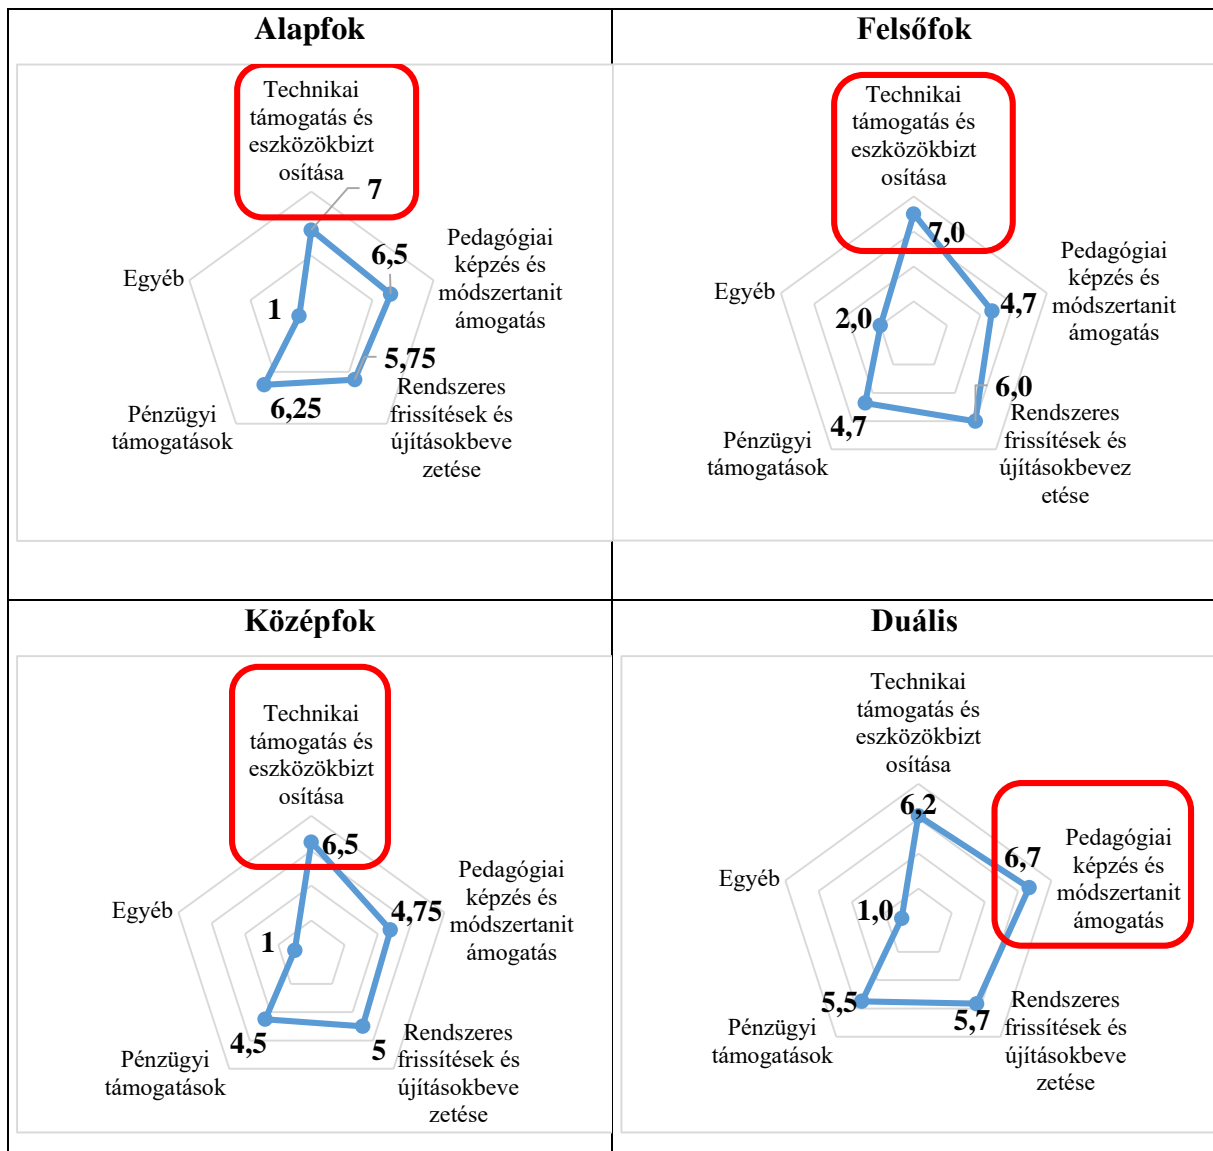 Alapfok
Technikai
támogatás és
eszközökbizt
osítása
7
6,5
Pedagógiai
képzés és
módszertanit
ámogatás
Egyéb
1
5,75
Rendszeres
frissítések és
újításokbeve
zetése
6,25
Pénzügyi
támogatások
Felsőfok
Technikai
támogatás és
eszközökbizt
osítása
7,0
Pedagógiai
képzés és
módszertanit
ámogatás
4,7
Egyéb
2,0
6,0
Rendszeres
frissítések és
újításokbevez
etése
4,7
Pénzügyi
támogatások
Középfok
Technikai
támogatás és
eszközökbizt
osítása
6,5
Pedagógiai
képzés és
módszertanit
ámogatás
4,75
Egyéb
1
5
Rendszeres
frissítések és
újításokbeve
zetése
4,5
Pénzügyi
támogatások
Duális
Technikai
támogatás és
eszközökbizt
osítása
6,2
6,7
Pedagógiai
képzés és
módszertanit
ámogatás
Egyéb
1,0
5,7
Rendszeres
frissítések és
újításokbeve
zetése
5,5
Pénzügyi
támogatások